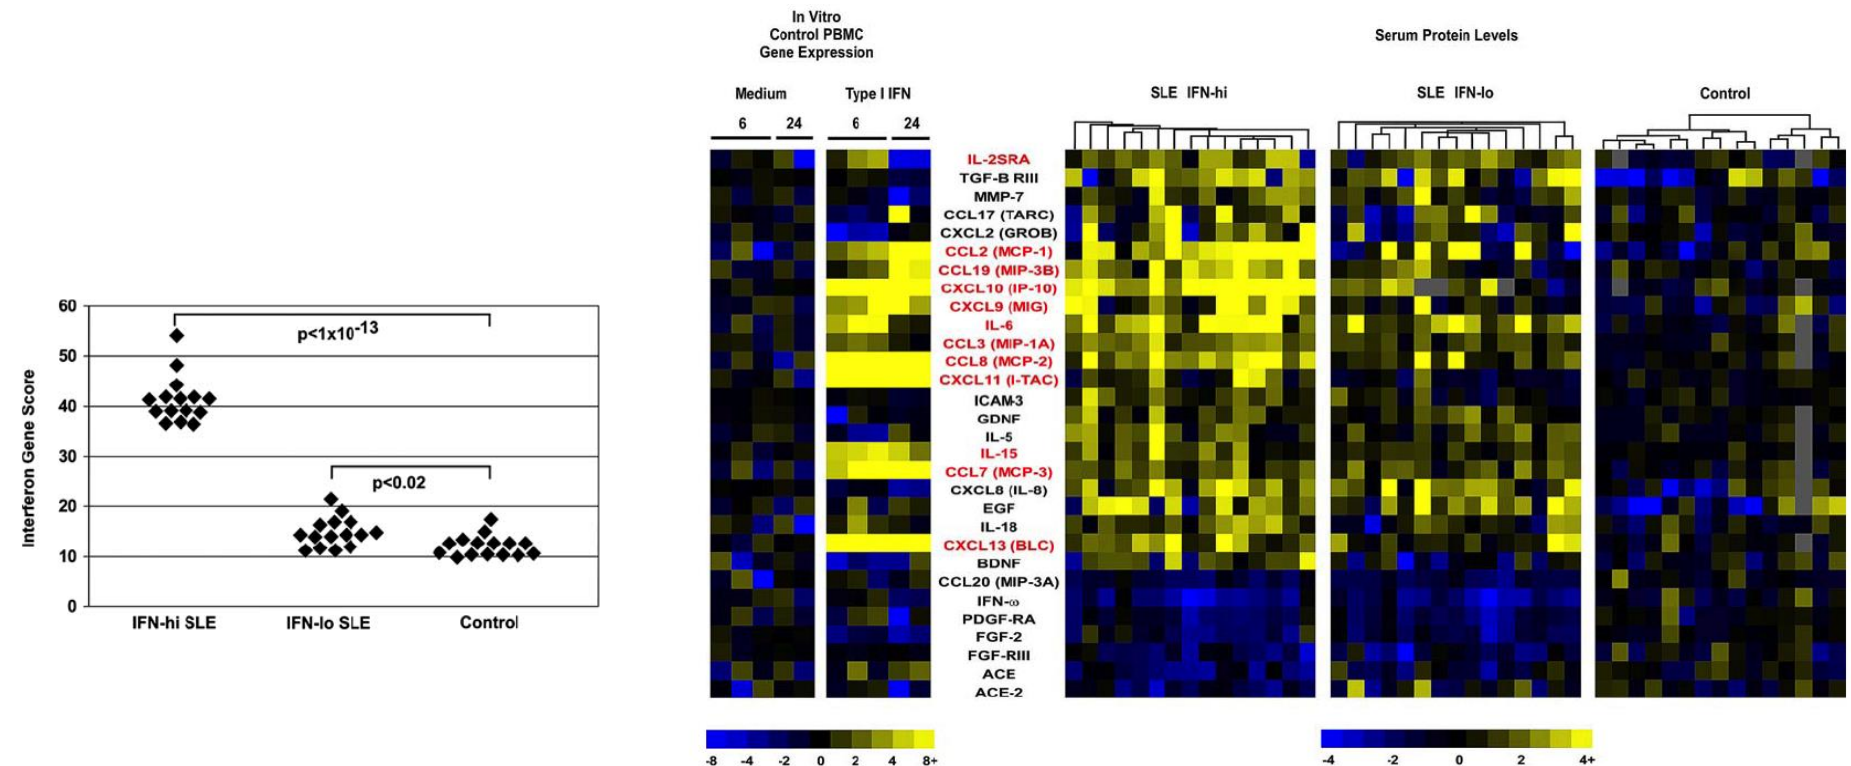 60
50
40
30
20
10
0
Interferon Gene Score
p<1x10-13
p<0.02
IFN-hi SLE
IFN-lo SLE
Control
In Vitro
Control PBMC
Gene Expression
Medium
Type I IFN
6
24
6
24
Serum Protein Levels
SLE IFN-hi
SLE IFN-lo
Control
IL-2SRA
TGF-B RIII
MMP-7
CCL17 (TARC)
CXCL2 (GROB)
CCL2 (MCP-1)
CCL19 (MIP-3B)
CXCL10 (IP-10)
CXCL9 (MIG)
IL-6
CCL3 (MIP-1A)
CCL8 (MCP-2)
CXCL11 (I-TAC)
ICAM-3
GDNF
IL-5
IL-15
CCL7 (MCP-3)
CXCL8 (IL-8)
EGF
IL-18
CXCL13 (BLC)
BDNF
CCL20 (MIP-3A)
IFN-ω
PDGF-RA
FGF-2
FGF-RIII
ACE
ACE-2
-8 -4 -2 0 2 4 8+
-4 -2 0 2 4+